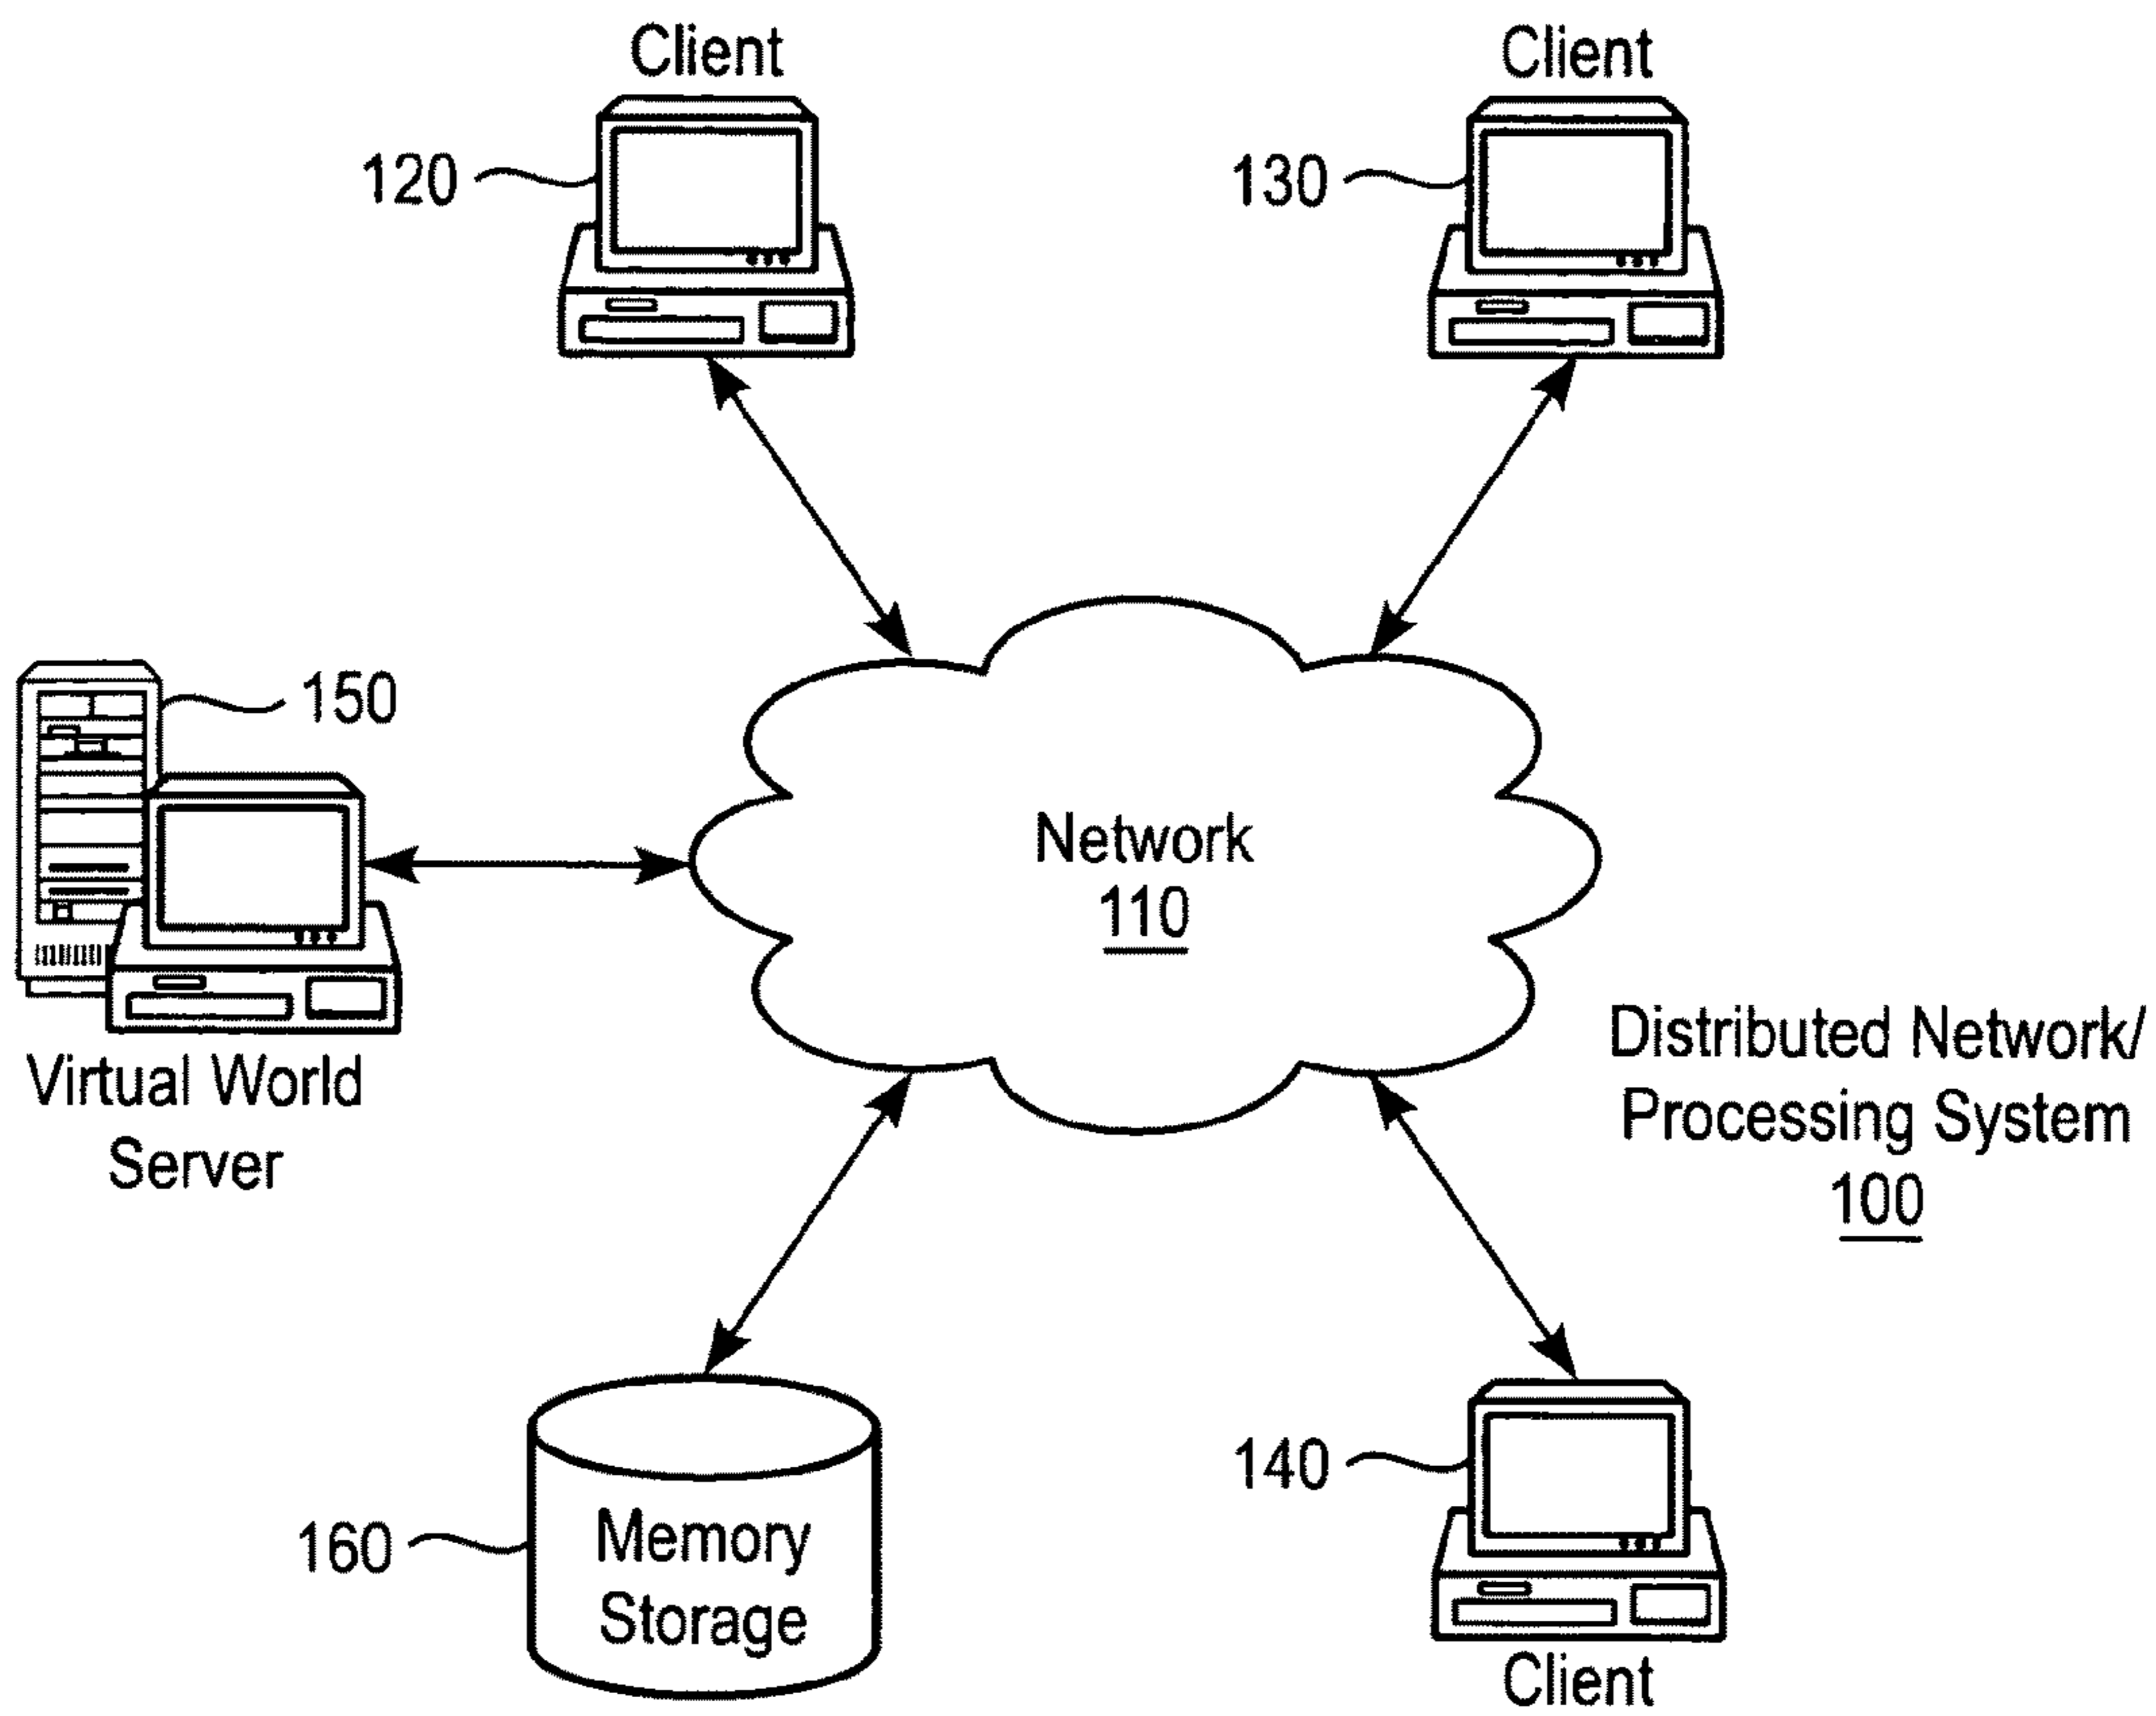 Client
Client
120
130
150
Network
110
Virtual World
Server
Distributed Network/
Processing System
100
160
Memory
Storage
140
Client